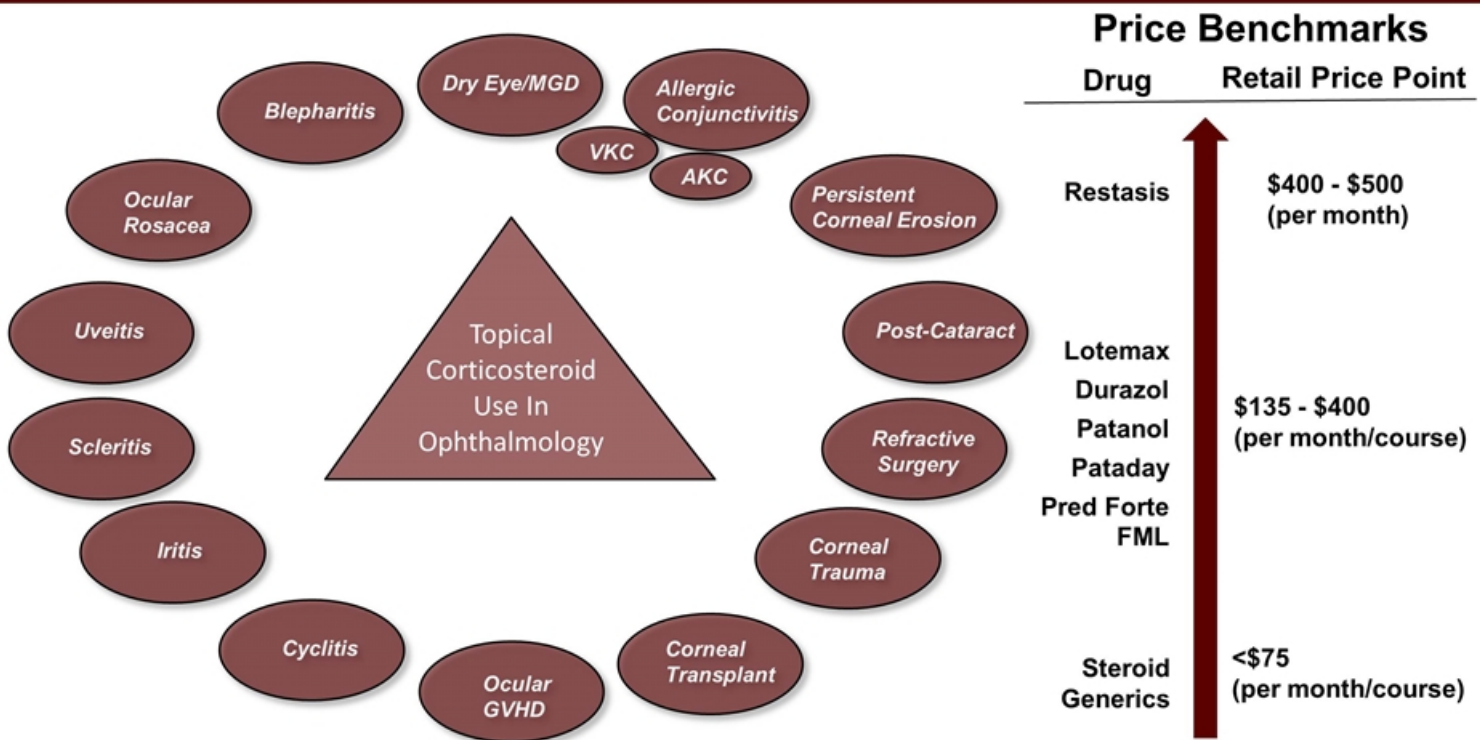 Price Benchmarks
Drug
Retail Price Point
Dry Eye/MGD
Allergic
Conjunctivitis
VKC
AKC
Blepharitis
Persistent
Corneal Erosion
Ocular
Rosacea
Post-Cataract
Uveitis
Refractive
Surgery
Scleritis
Corneal
Trauma
Iritis
Corneal
Transplant
Cyclitis
Ocular
GVHD
Topical
Corticosteroid
Use In
Ophthalmology
Restasis
$400 - $500
(per month)
Lotemax
Durazol
Patanol
Pataday
Pred Forte
FML
$135 - $400
(per month/course)
Steroid
Generics
<$75
(per month/course)